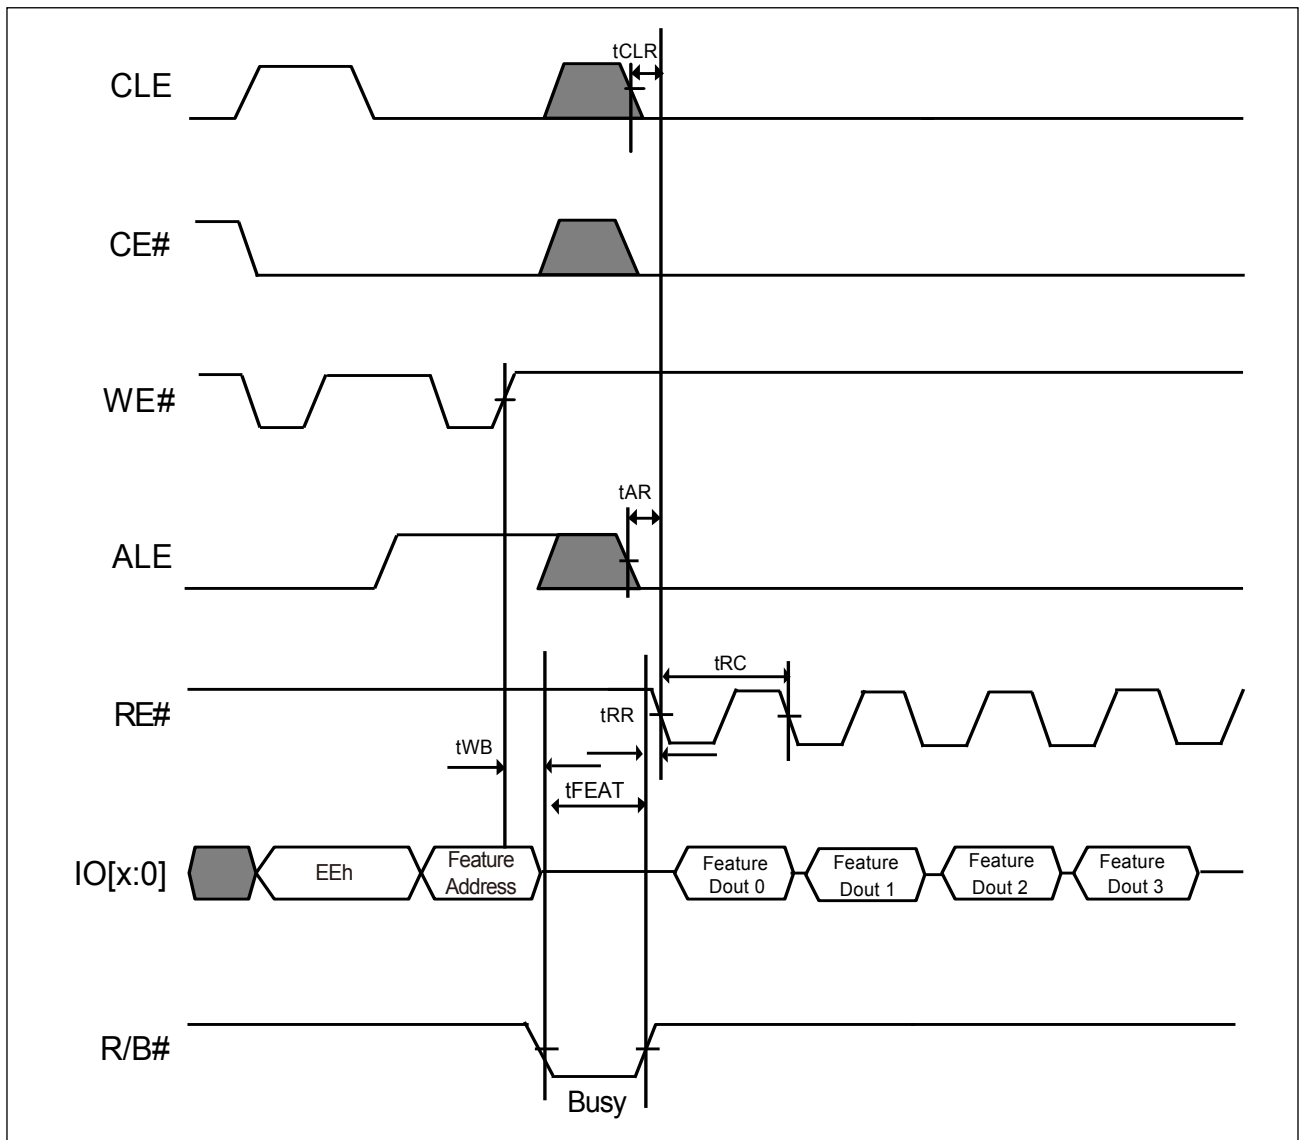 tCLR
CLE
CE#
WE#
tAR
ALE
tRC
RE#
tRR
tWB
tFEAT
IO[x:0]
EEh
Feature
Address
Feature
Dout 0
Feature
Dout 1
Feature
Dout 2
Feature
Dout 3
R/B#
Busy